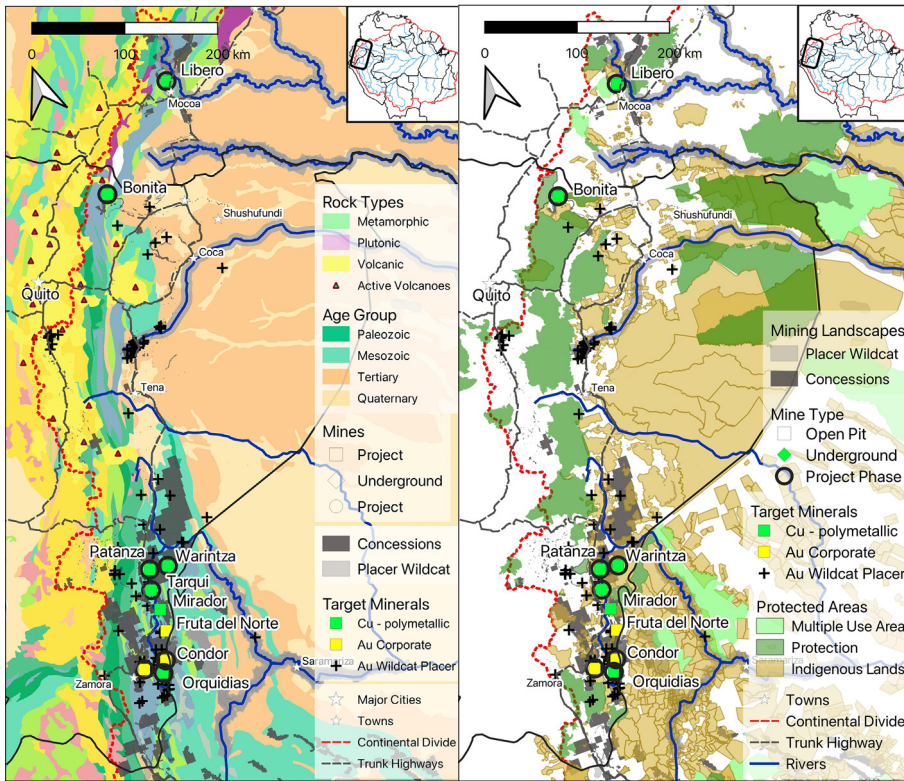 0 100 200 km
Libero
Mocoa
Bonita
Shushufundi
Coca
Quito
Tena
Patanza
Warintza
Tarqui
Mirador
Fruta del Norte
Condor
Orquidias
Zamora
Saramariza
Rock Types
Metamorphic
Plutonic
Volcanic
Active Volcanoes
Age Group
Paleozoic
Mesozoic
Tertiary
Quaternary
Mines
Project
Underground
Project
Concessions
Placer Wildcat
Target Minerals
Cu - polymetallic
Au Corporate
Au Wildcat Placer
Major Cities
Towns
Continental Divide
Trunk Highways
0 100 200 km
Libero
Mocoa
Bonita
Shushufundi
Coca
Quito
Tena
Patanza
Warintza
Mirador
Fruta del Norte
Condor
Orquidias
Zamora
Saramariza
Mining Landscapes
Placer Wildcat
Concessions
Mine Type
Open Pit
Underground
Project Phase
Target Minerals
Cu - polymetallic
Au Corporate
Au Wildcat Placer
Protected Areas
Multiple Use Area
Protection
Indigenous Lands
Towns
Continental Divide
Trunk Highway
Rivers